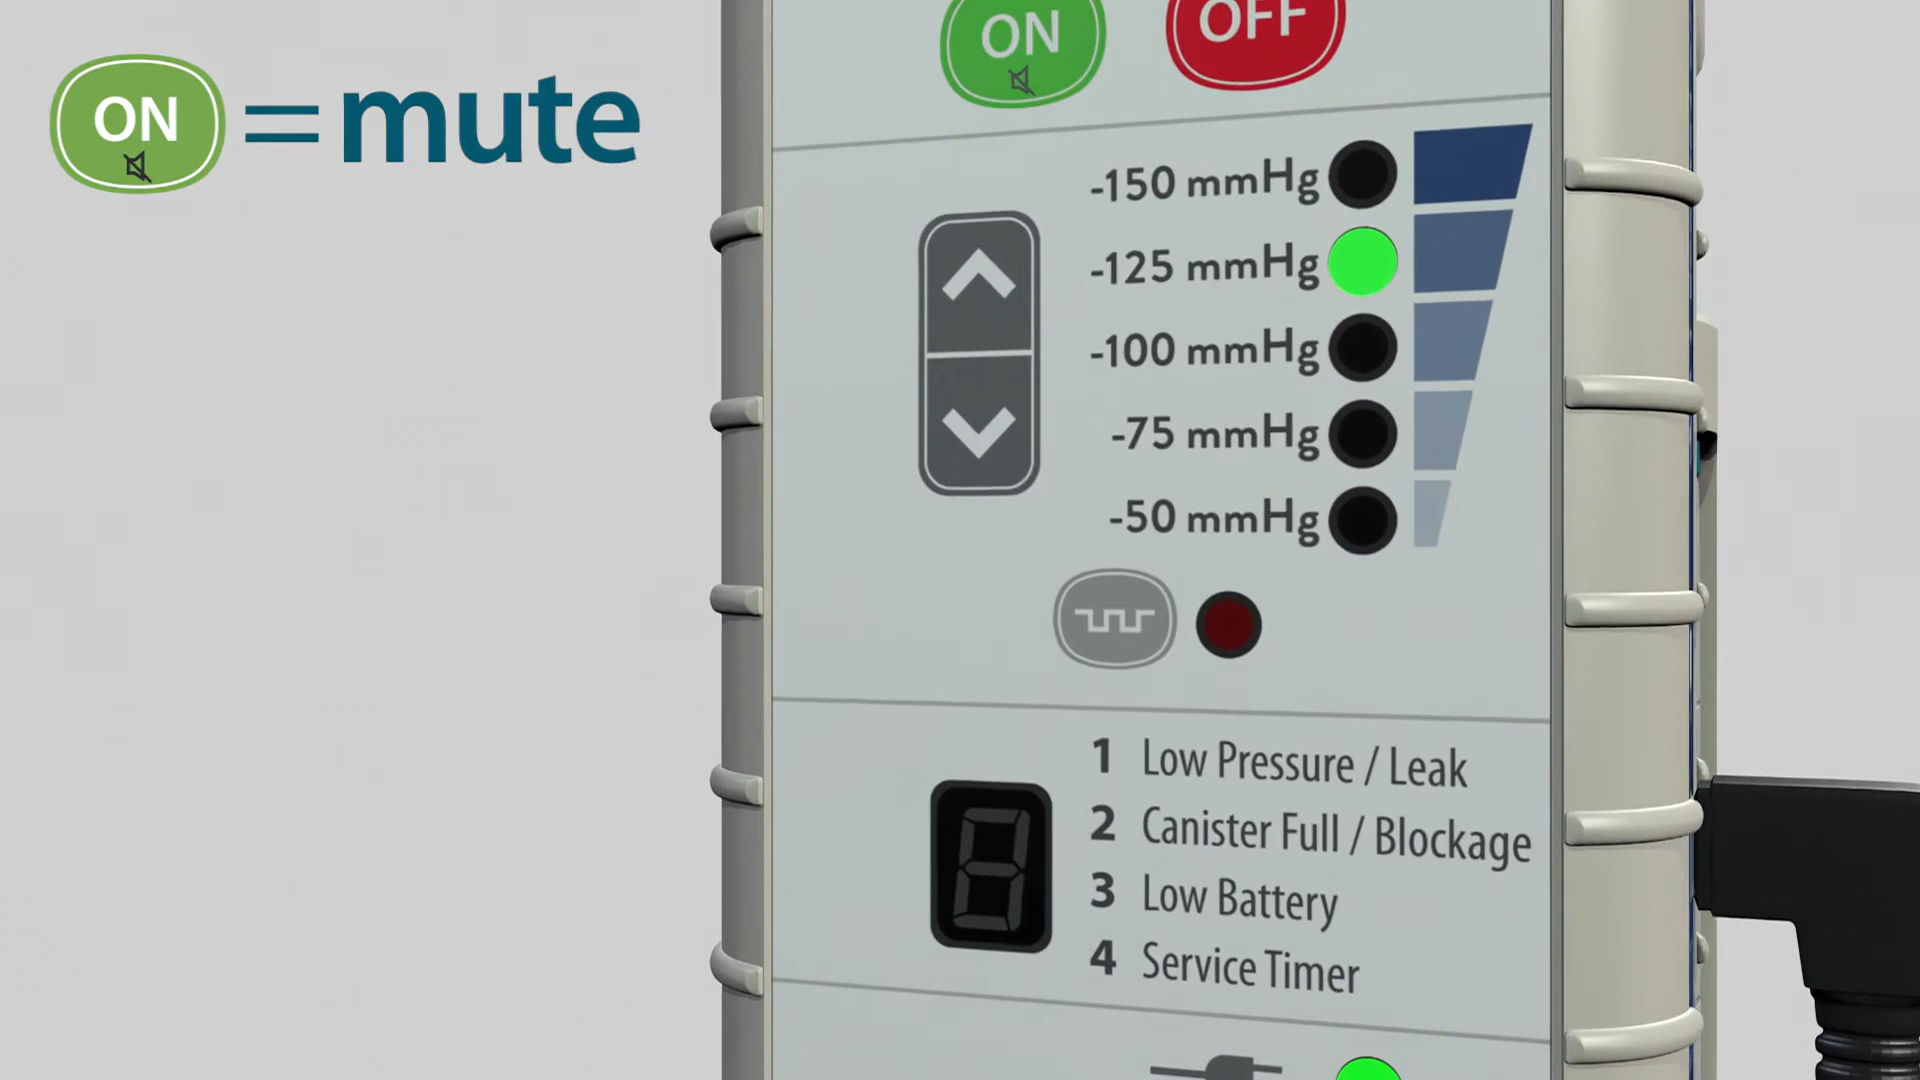 ON = mute
ON
OFF
-150 mmHg
-125 mmHg
-100 mmHg
-75 mmHg
-50 mmHg
1 Low Pressure / Leak
2 Canister Full / Blockage
3 Low Battery
4 Service Timer